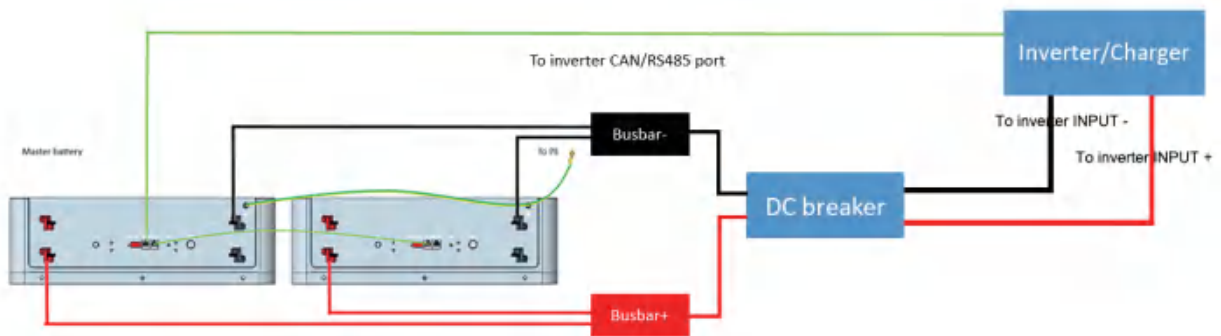 Inverter/Charger
To inverter CAN/RS485 port
To inverter INPUT -
Busbar-
Master battery
To PE
To inverter INPUT +
DC breaker
Busbar+